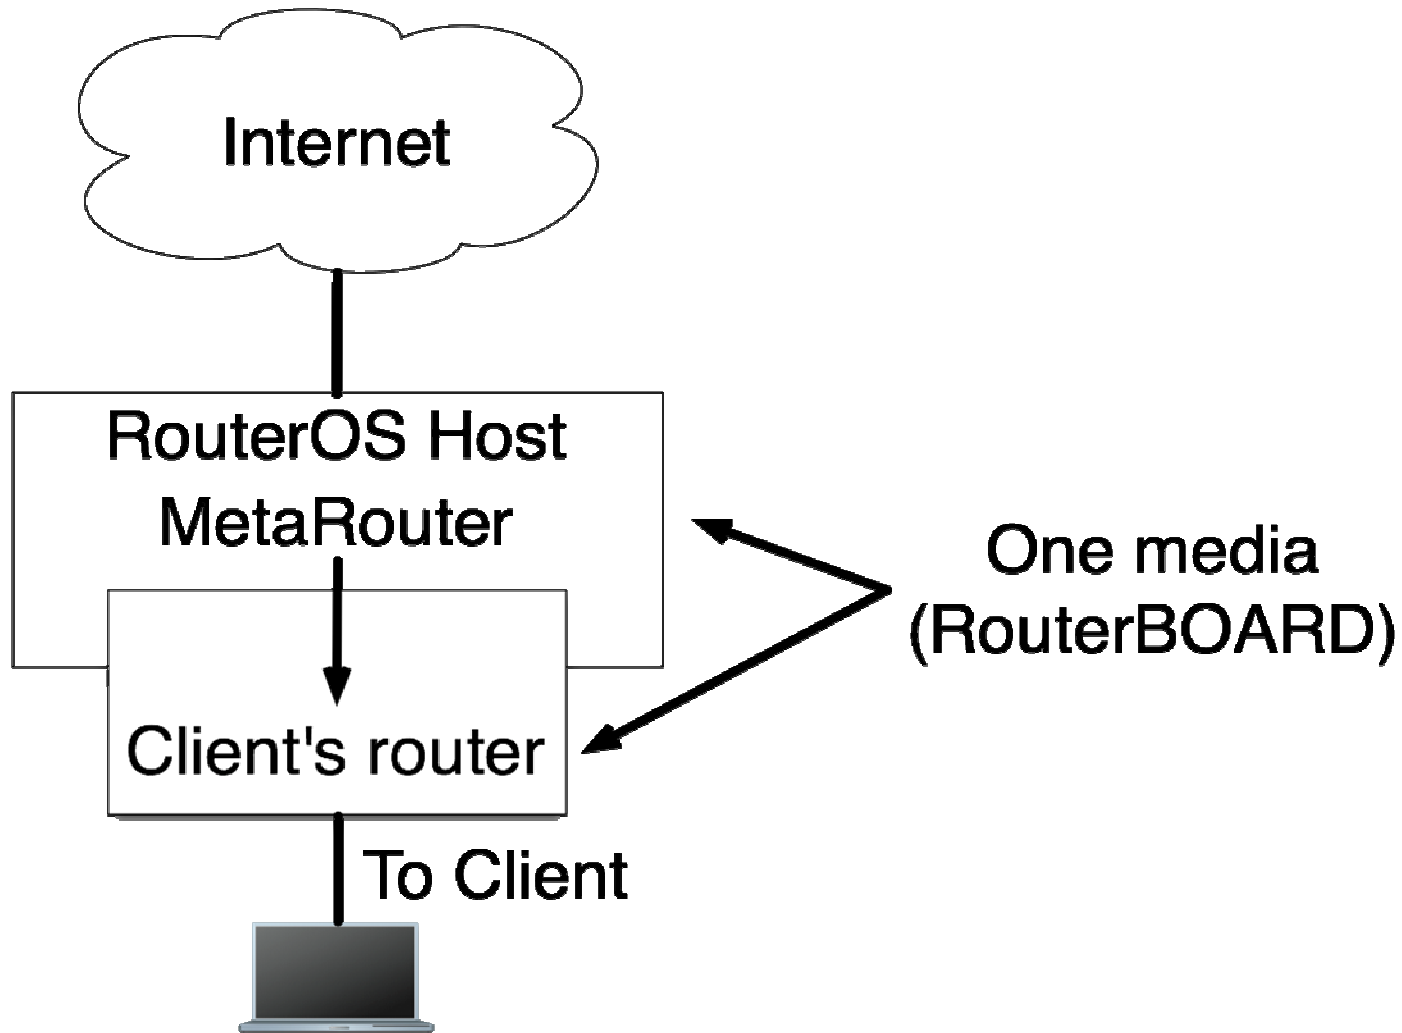 Internet
RouterOS Host
MetaRouter
One media
(RouterBOARD)
Client's router
To Client